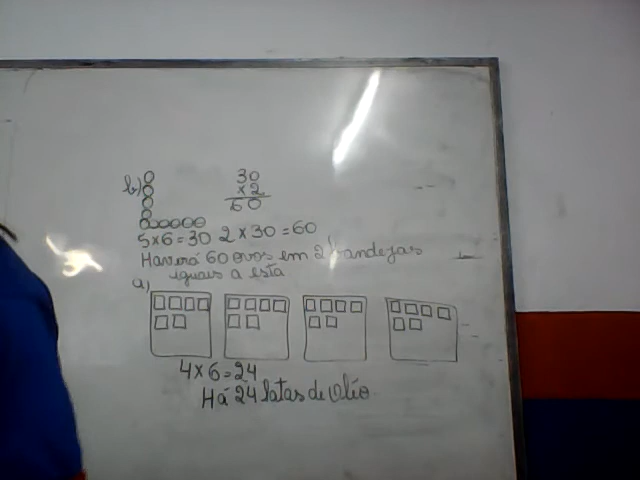 b) 30
x 2
60
5x6=30 2x30=60
Haverá 60 ovos em 2 bandejas
iguais a esta
a)
4x6=24
Há 24 latas de óleo